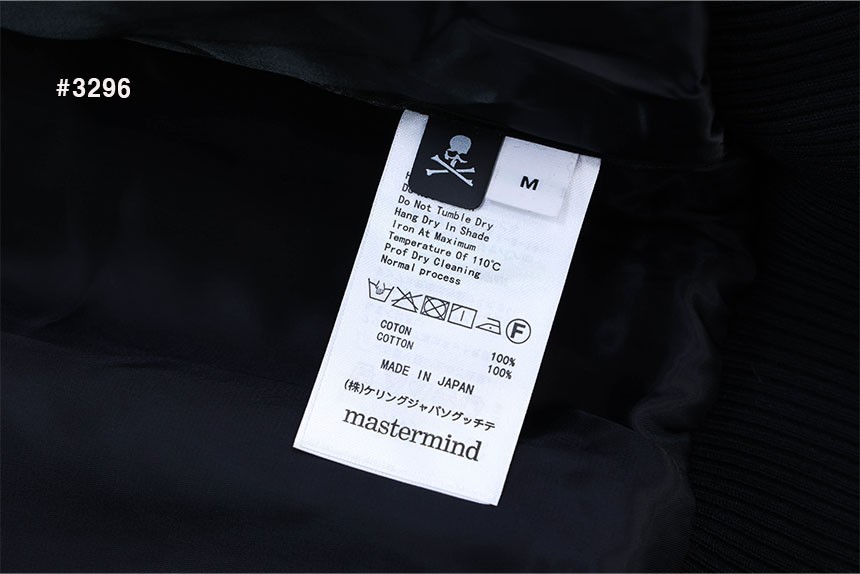 #3296
M
Do Not Tumble Dry
Hang Dry In Shade
Iron At Maximum
Temperature Of 110℃
Prof Dry Cleaning
Normal process
F
COTON 100%
COTTON 100%
MADE IN JAPAN
(株)ケリングジャパソグッチテ
mastermind